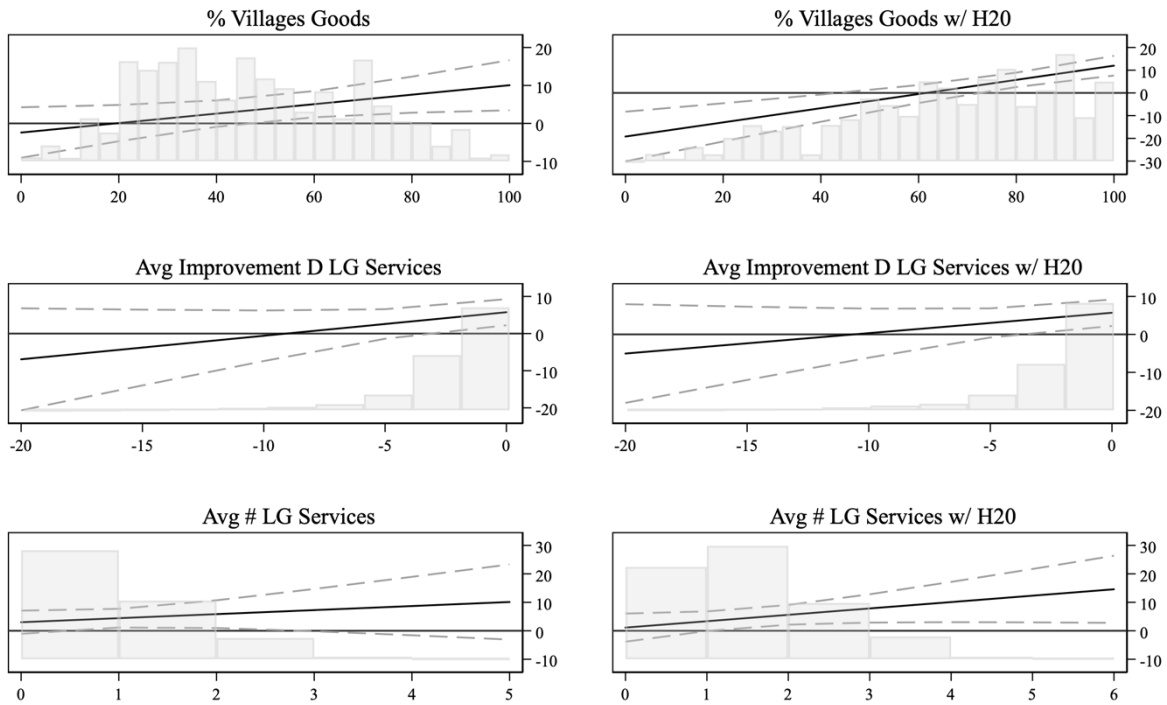 % Villages Goods
20
10
0
-10
0 20 40 60 80 100
% Villages Goods w/ H20
20
10
0
-10
-20
-30
0 20 40 60 80 100
Avg Improvement D LG Services
10
0
-10
-20
-20 -15 -10 -5 0
Avg Improvement D LG Services w/ H20
10
0
-10
-20
-20 -15 -10 -5 0
Avg # LG Services
30
20
10
0
-10
0 1 2 3 4 5
Avg # LG Services w/ H20
30
20
10
0
-10
0 1 2 3 4 5 6